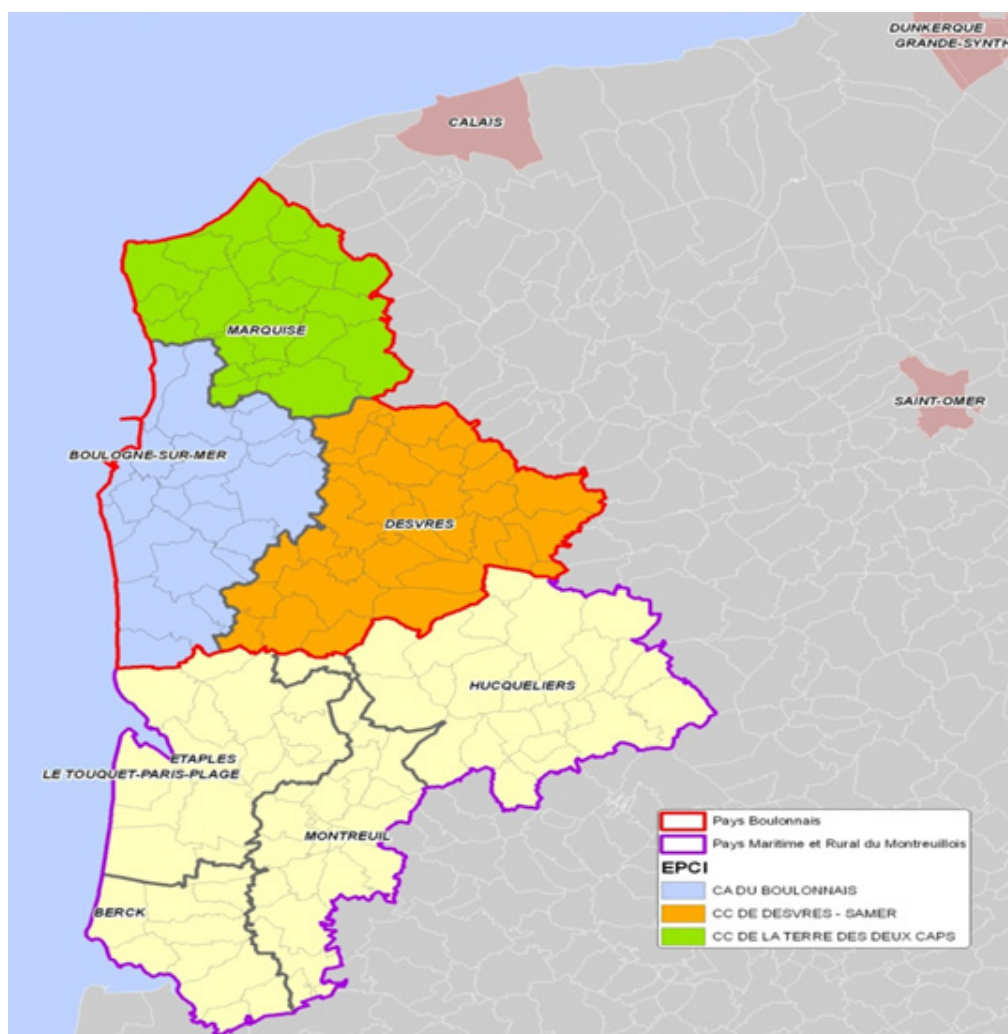 DUNKERQUE
GRANDE-SYNTH
CALAIS
MARQUISE
SAINT-OMER
BOULOGNE-SUR-MER
DESVRES
HUCQUELIERS
ETAPLES
LE TOUQUET-PARIS-PLAGE
MONTREUIL
BERCK
Pays Boulonnais
Pays Maritime et Rural du Montreuillois
EPCI
CA DU BOULONNAIS
CC DE DESVRES - SAMER
CC DE LA TERRE DES DEUX CAPS